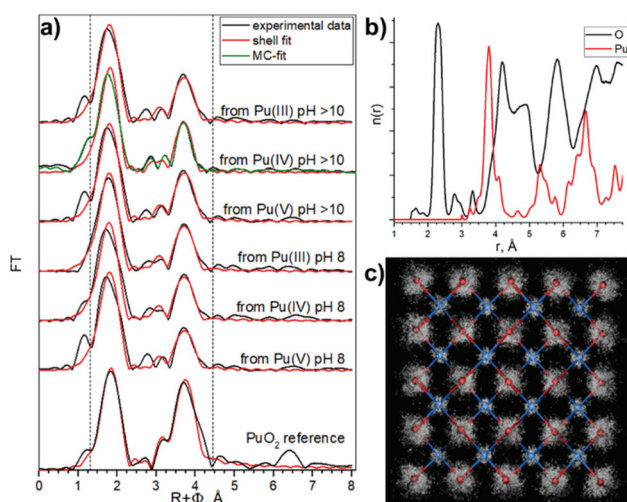 a)
experimental data
shell fit
MC-fit
from Pu(III) pH >10
from Pu(IV) pH >10
from Pu(V) pH >10
from Pu(III) pH 8
from Pu(IV) pH 8
from Pu(V) pH 8
PuO₂ reference
FT
0 1 2 3 4 5 6 7 8
R+Φ, Å
b)
O
Pu
n(r)
1 2 3 4 5 6 7
r, Å
c)